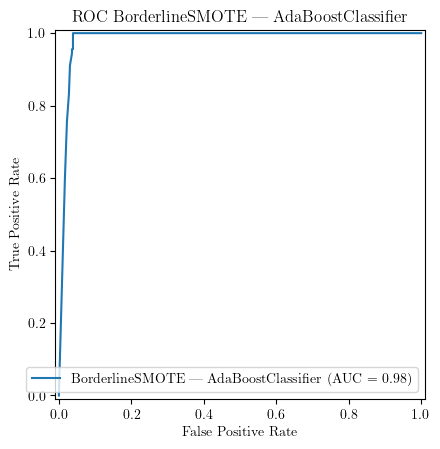 ROC BorderlineSMOTE — AdaBoostClassifier
1.0
0.8
0.6
0.4
0.2
0.0
True Positive Rate
BorderlineSMOTE — AdaBoostClassifier (AUC = 0.98)
0.0 0.2 0.4 0.6 0.8 1.0
False Positive Rate